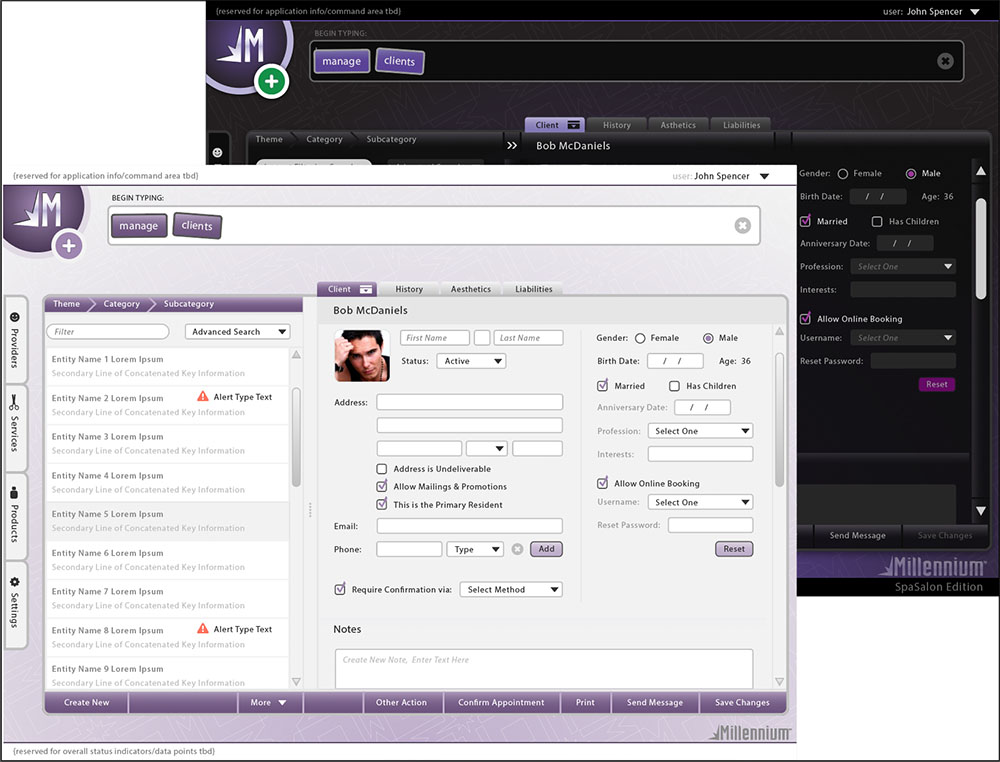 {reserved for application info/command area tbd}
user: John Spencer
BEGIN TYPING:
manage clients
Client History Asthetics Liabilities
Theme Category Subcategory
Bob McDaniels
Gender: Female Male
Birth Date: / / Age: 36
Married Has Children
Anniversary Date: / /
Profession: Select One
Interests:
Allow Online Booking
Username: Select One
Reset Password:
Reset
Send Message Save Changes
Millennium
SpaSalon Edition
{reserved for application info/command area tbd}
user: John Spencer
M
BEGIN TYPING:
manage clients
Providers
Services
Products
Settings
Theme Category Subcategory
Filter Advanced Search
Entity Name 1 Lorem Ipsum
Secondary Line of Concatenated Key Information
Entity Name 2 Lorem Ipsum Alert Type Text
Secondary Line of Concatenated Key Information
Entity Name 3 Lorem Ipsum
Secondary Line of Concatenated Key Information
Entity Name 4 Lorem Ipsum
Secondary Line of Concatenated Key Information
Entity Name 5 Lorem Ipsum
Secondary Line of Concatenated Key Information
Entity Name 6 Lorem Ipsum
Secondary Line of Concatenated Key Information
Entity Name 7 Lorem Ipsum
Secondary Line of Concatenated Key Information
Entity Name 8 Lorem Ipsum Alert Type Text
Secondary Line of Concatenated Key Information
Entity Name 9 Lorem Ipsum
Secondary Line of Concatenated Key Information
Client History Aesthetics Liabilities
Bob McDaniels
First Name Last Name
Status: Active
Address:
Address is Undeliverable
Allow Mailings & Promotions
This is the Primary Resident
Email:
Phone: Type Add
Require Confirmation via: Select Method
Gender: Female Male
Birth Date: / / Age: 36
Married Has Children
Anniversary Date: / /
Profession: Select One
Interests:
Allow Online Booking
Username: Select One
Reset Password:
Reset
Notes
Create New Note, Enter Text Here
Create New More Other Action Confirm Appointment Print Send Message Save Changes
Millennium
{reserved for overall status indicators/data points tbd}